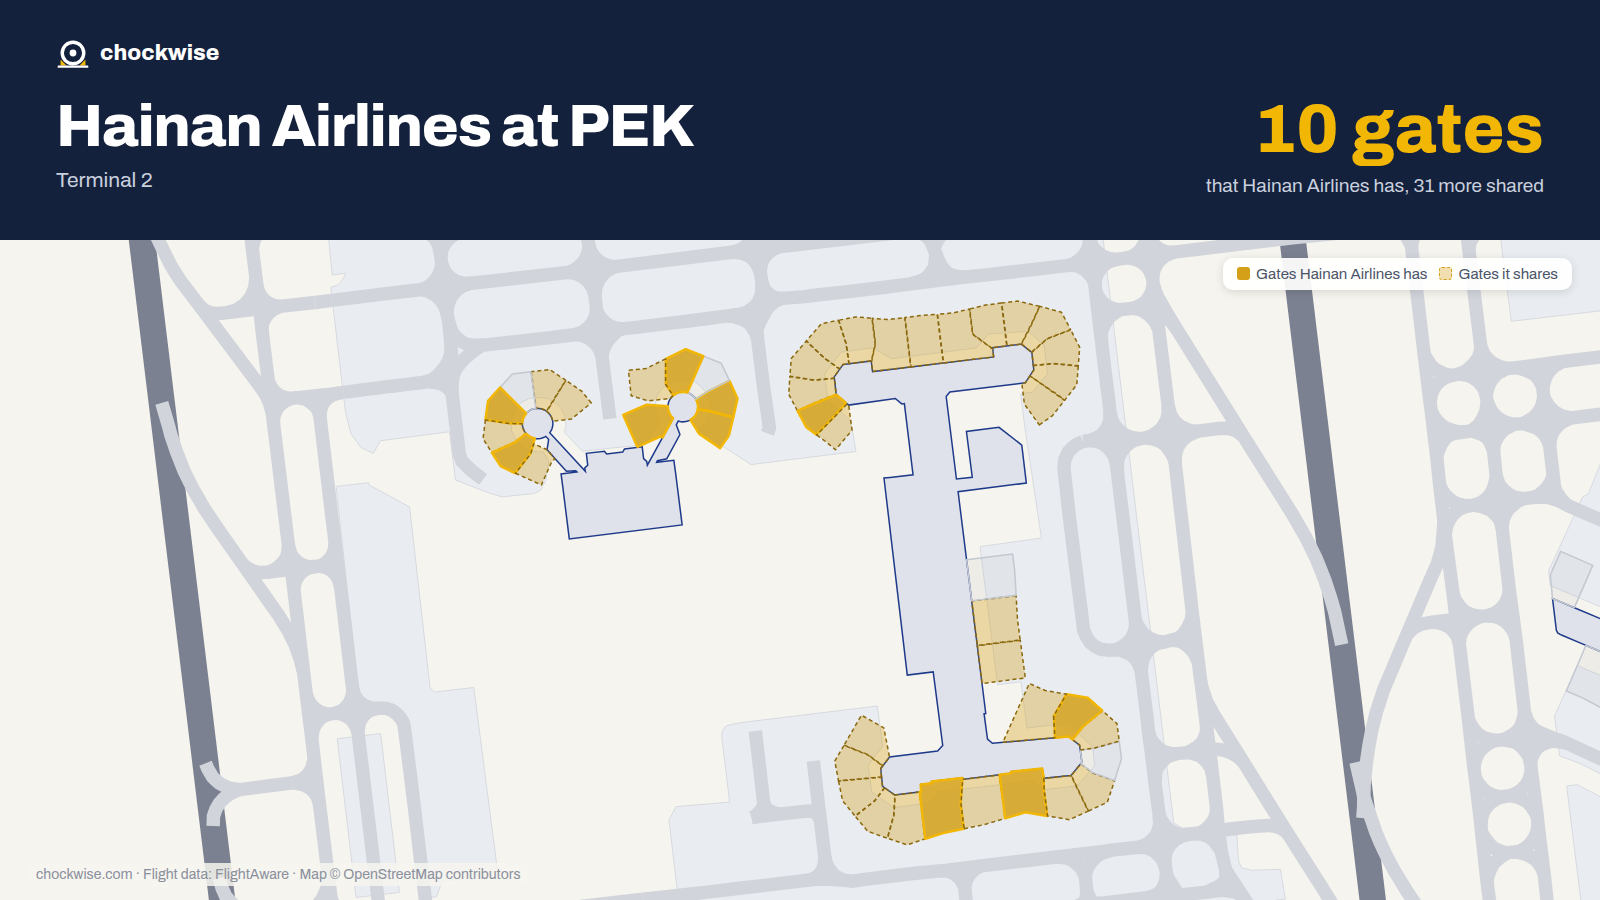 chockwise
Hainan Airlines at PEK
Terminal 2
10 gates
that Hainan Airlines has, 31 more shared
Gates Hainan Airlines has
Gates it shares
chockwise.com · Flight data: FlightAware · Map © OpenStreetMap contributors